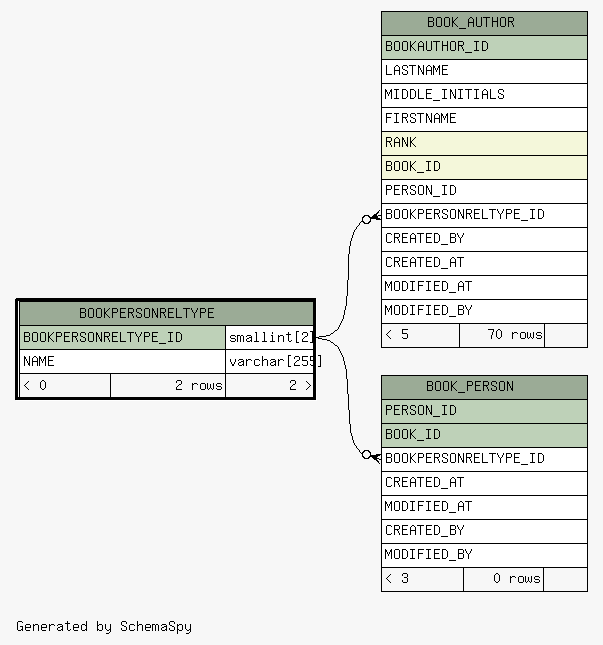 BOOK_AUTHOR
BOOKAUTHOR_ID
LASTNAME
MIDDLE_INITIALS
FIRSTNAME
RANK
BOOK_ID
PERSON_ID
BOOKPERSONRELTYPE_ID
CREATED_BY
CREATED_AT
MODIFIED_AT
MODIFIED_BY
< 5 70 rows
BOOKPERSONRELTYPE
BOOKPERSONRELTYPE_ID smallint[2]
NAME varchar[255]
< 0 2 rows 2 >
BOOK_PERSON
PERSON_ID
BOOK_ID
BOOKPERSONRELTYPE_ID
CREATED_AT
MODIFIED_AT
CREATED_BY
MODIFIED_BY
< 3 0 rows
Generated by SchemaSpy